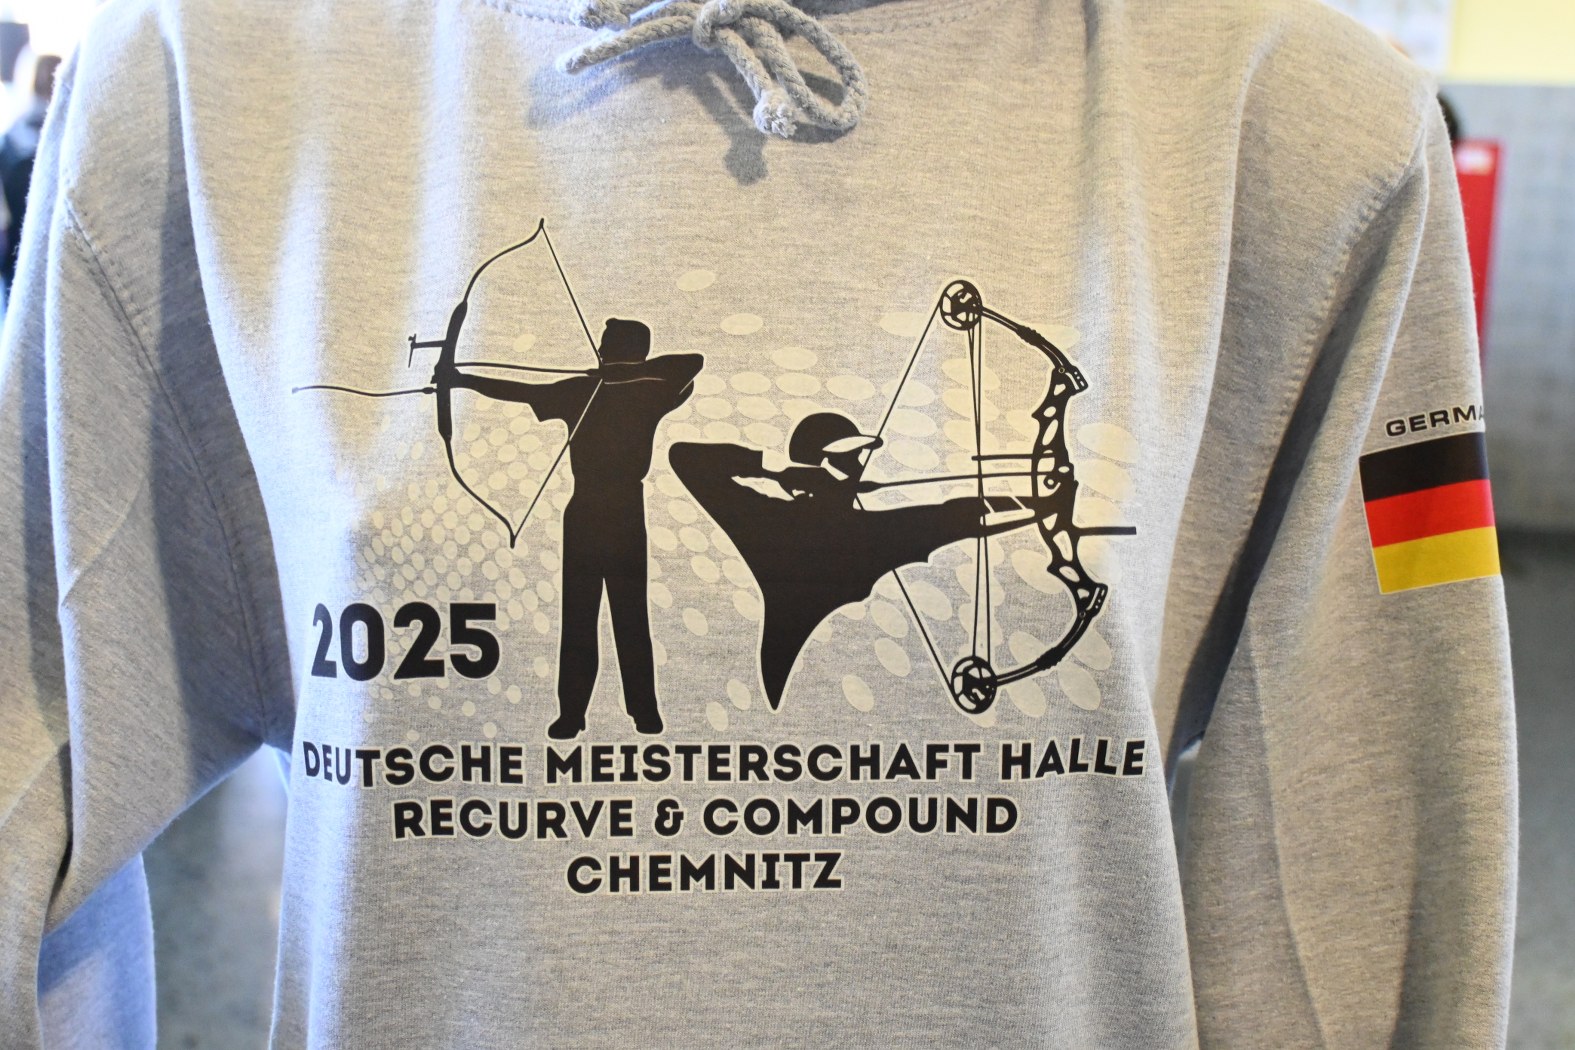 2025
DEUTSCHE MEISTERSCHAFT HALLE
RECURVE & COMPOUND
CHEMNITZ